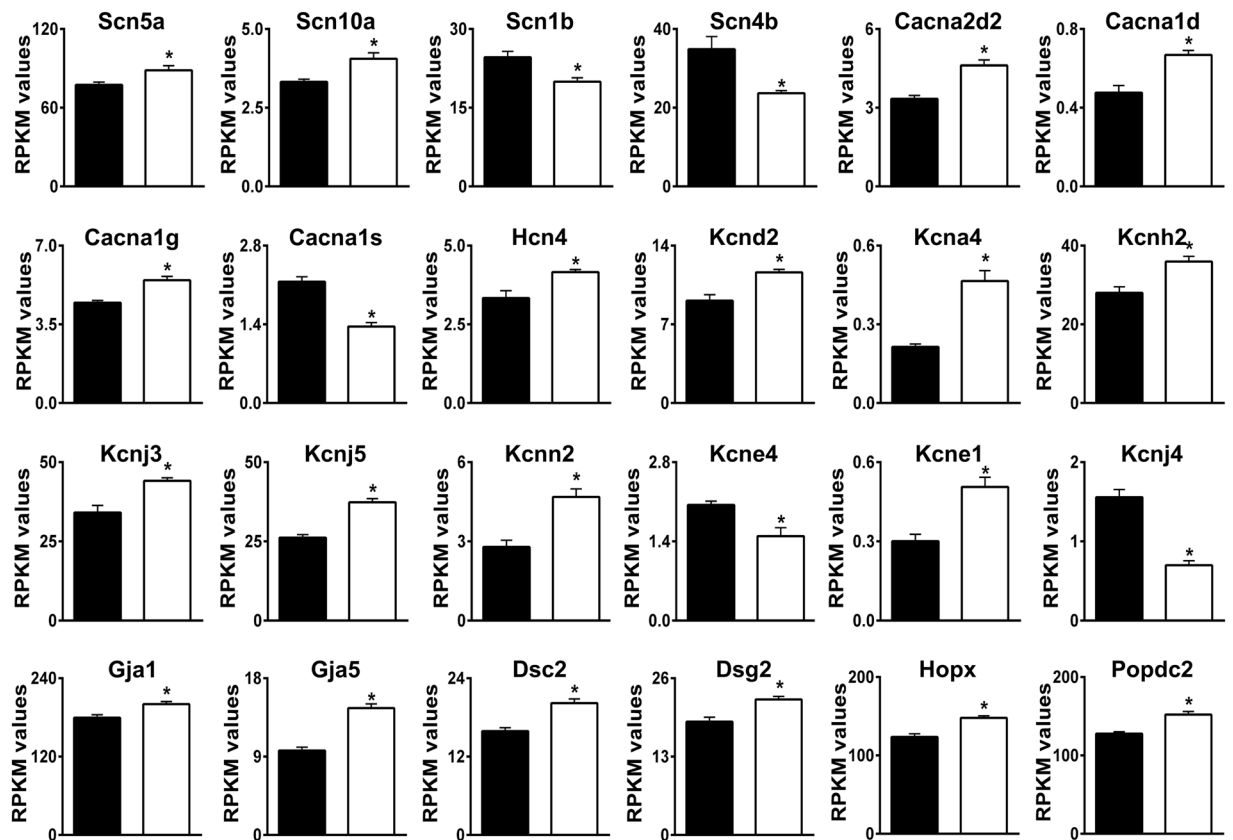 Scn5a Scn10a Scn1b Scn4b Cacna2d2 Cacna1d
120 5.0 30 40 6 0.8
* * * * * *
RPKM values RPKM values RPKM values RPKM values RPKM values RPKM values
60 2.5 15 20 3 0.4
0 0.0 0 0 0 0.0
Cacna1g Cacna1s Hcn4 Kcnd2 Kcna4 Kcnh2
7.0 2.8 5.0 14 0.6 40
* * * * * *
RPKM values RPKM values RPKM values RPKM values RPKM values RPKM values
3.5 1.4 2.5 7 0.3 20
0.0 0.0 0.0 0 0.0 0
Kcnj3 Kcnj5 Kcnn2 Kcne4 Kcne1 Kcnj4
50 50 6 2.8 0.6 2
* * * * * *
RPKM values RPKM values RPKM values RPKM values RPKM values RPKM values
25 25 3 1.4 0.3 1
0 0 0 0.0 0.0 0
Gja1 Gja5 Dsc2 Dsg2 Hopx Popdc2
240 18 24 26 200 200
* * * * * *
RPKM values RPKM values RPKM values RPKM values RPKM values RPKM values
120 9 12 13 100 100
0 0 0 0 0 0